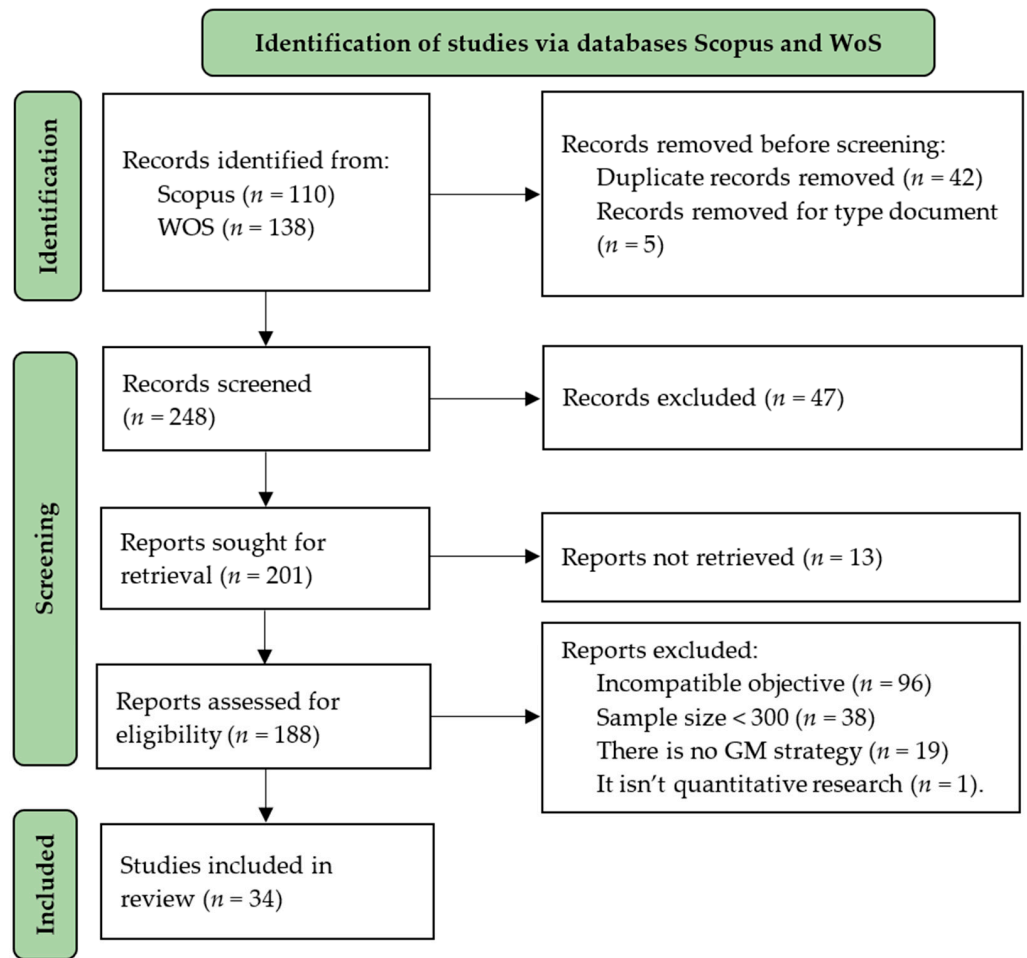 Identification of studies via databases Scopus and WoS
Identification
Records identified from:
Scopus (n = 110)
WOS (n = 138)
Records removed before screening:
Duplicate records removed (n = 42)
Records removed for type document
(n = 5)
Screening
Records screened
(n = 248)
Records excluded (n = 47)
Reports sought for
retrieval (n = 201)
Reports not retrieved (n = 13)
Reports assessed for
eligibility (n = 188)
Reports excluded:
Incompatible objective (n = 96)
Sample size < 300 (n = 38)
There is no GM strategy (n = 19)
It isn’t quantitative research (n = 1).
Included
Studies included in
review (n = 34)